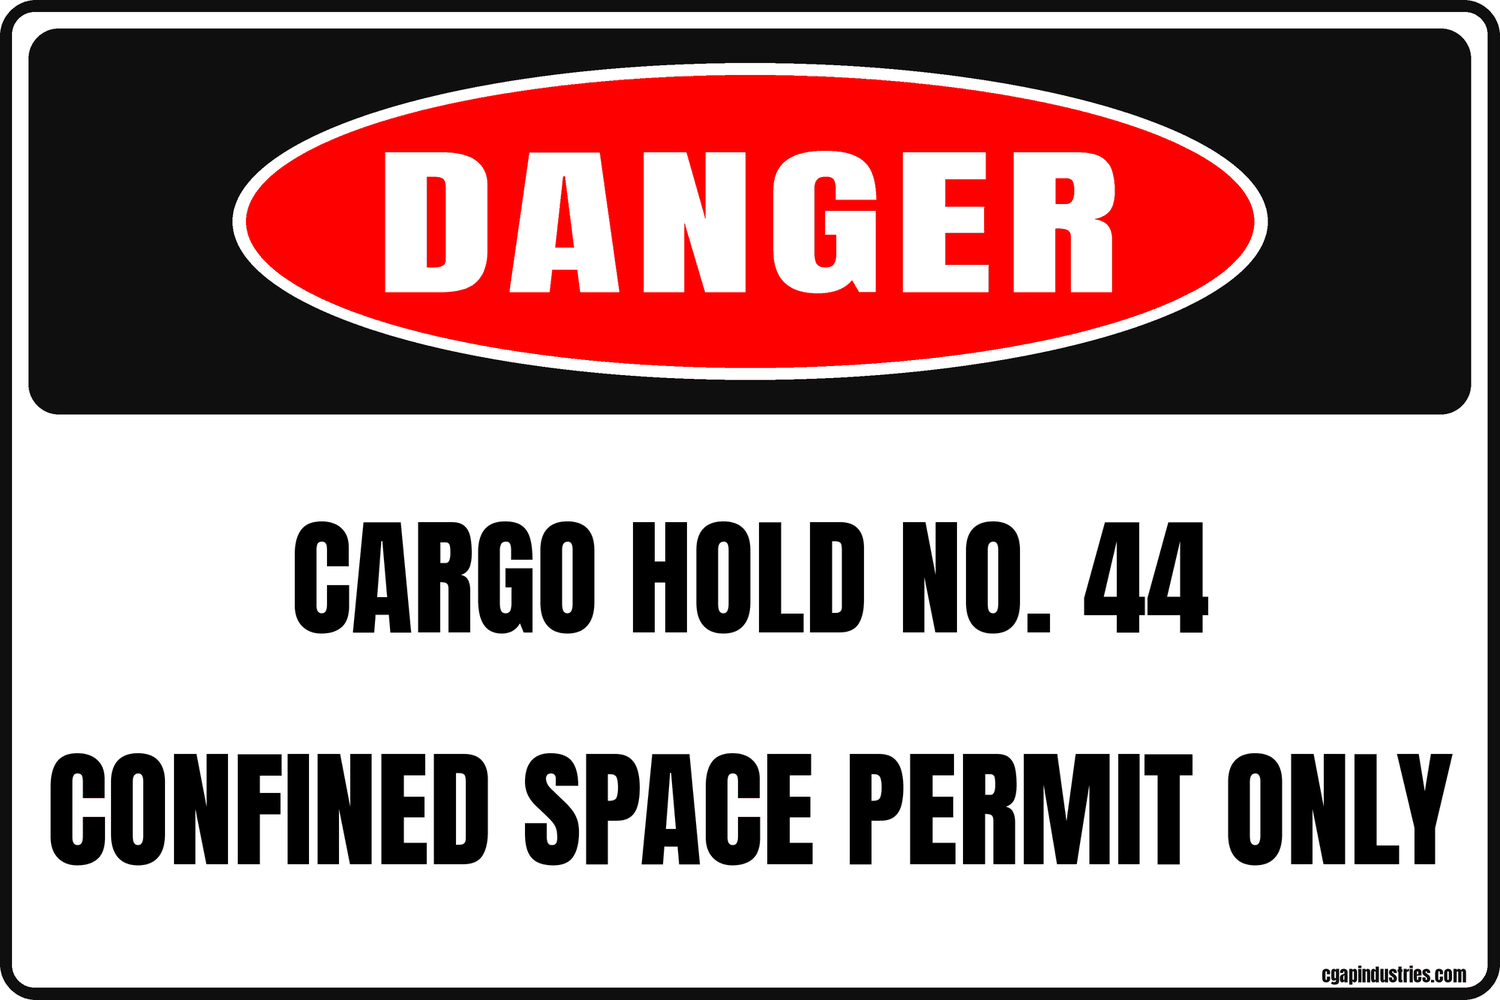 DANGER
CARGO HOLD NO. 44
CONFINED SPACE PERMIT ONLY
cgapindustries.com